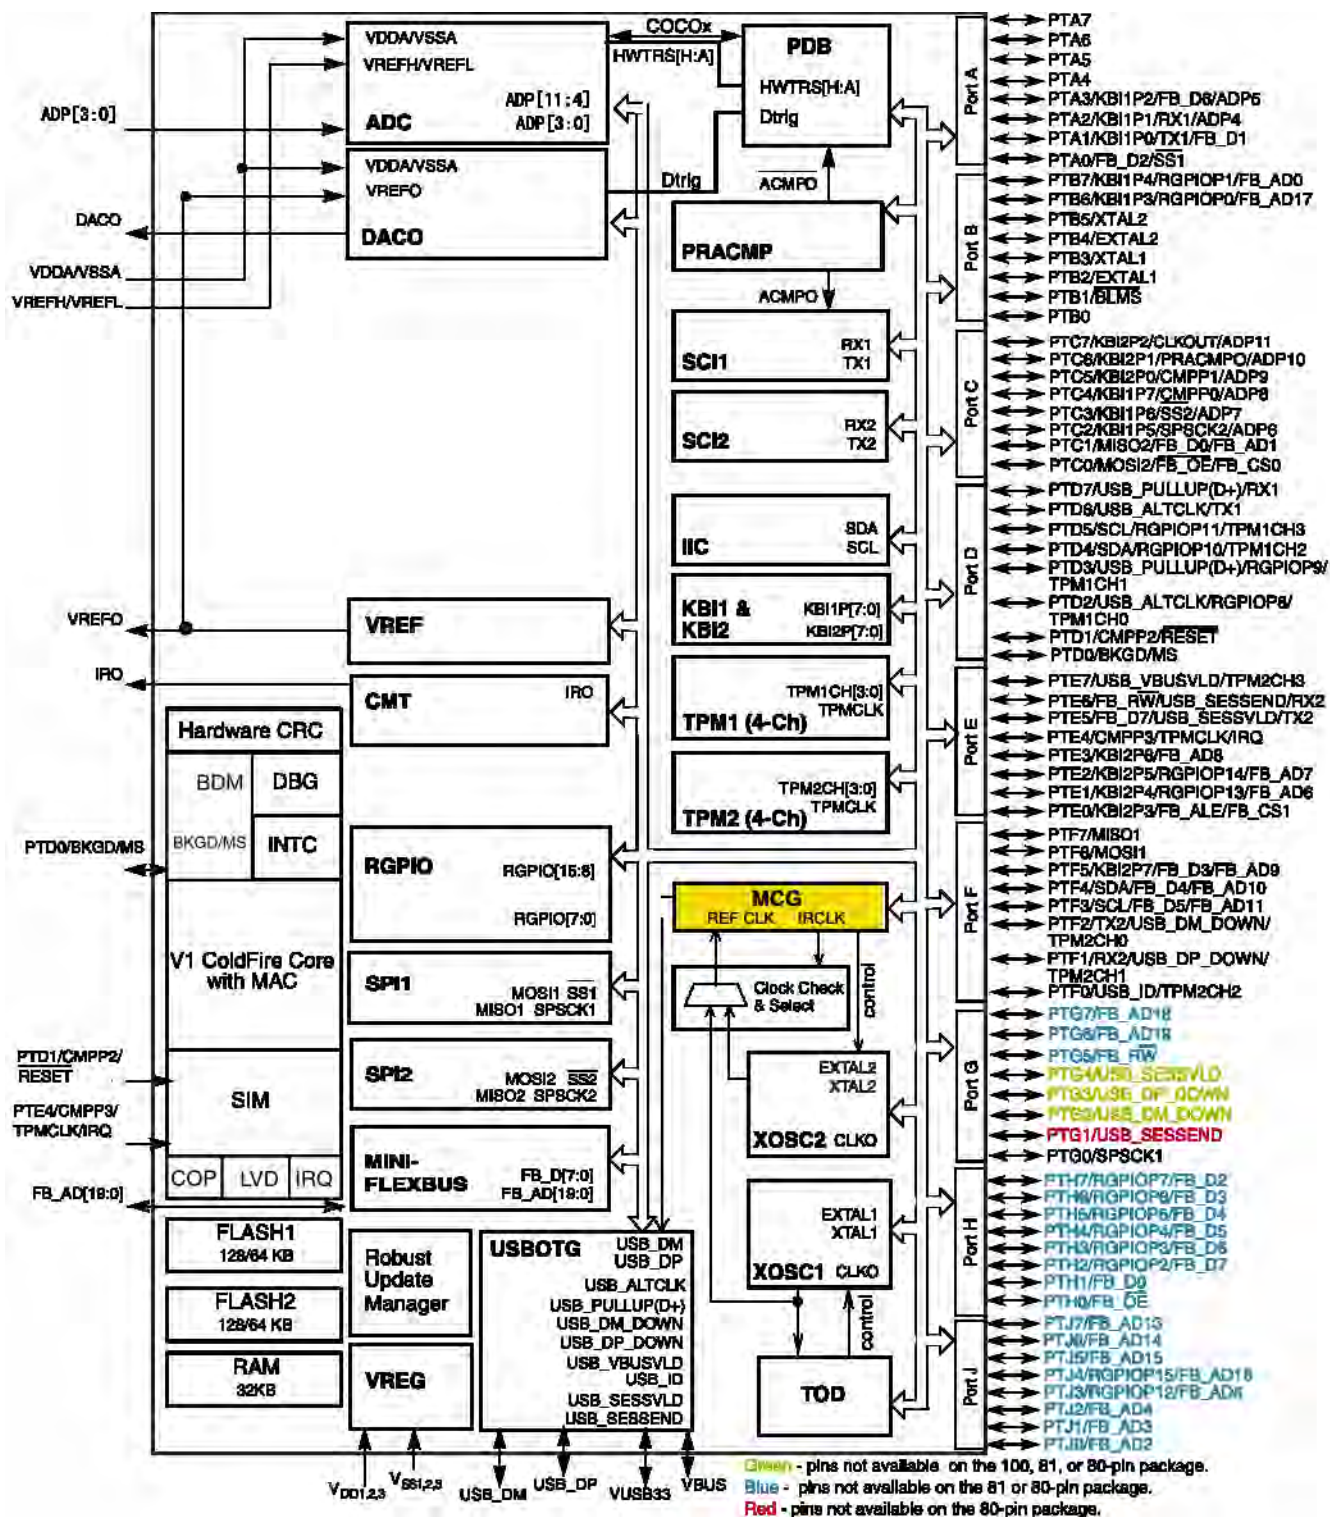 COCOx
VDDA/VSSA
VREFH/VREFL
HWTRS[H:A]
PDB
HWTRS[H:A]
Dtrig
ADP[3:0]
ADP[11:4]
ADP[3:0]
ADC
VDDA/VSSA
VREFO
Dtrig
ACMPO
DACO
DACO
PRACMP
VDDA/VSSA
VREFH/VREFL
ACMPO
RX1
TX1
SCI1
RX2
TX2
SCI2
SDA
SCL
IIC
KBI1 &
KBI2
KBI1P[7:0]
KBI2P[7:0]
VREFO
VREF
IRO
CMT
IRO
TPM1CH[3:0]
TPMCLK
TPM1 (4-Ch)
TPM2CH[3:0]
TPMCLK
TPM2 (4-Ch)
Hardware CRC
BDM
DBG
BKGD/MS
INTC
PTD0/BKGD/MS
V1 ColdFire Core
with MAC
PTD1/CMPP2/
RESET
SIM
PTE4/CMPP3/
TPMCLK/IRQ
COP
LVD
IRQ
FB_AD[19:0]
RGPIO
RGPIO[15:8]
RGPIO[7:0]
SPI1
MOSI1 SS1
MISO1 SPSCK1
SPI2
MOSI2 SS2
MISO2 SPSCK2
MINI-
FLEXBUS
FB_D[7:0]
FB_AD[19:0]
MCG
REF CLK
IRCLK
Clock Check
& Select
control
EXTAL2
XTAL2
XOSC2 CLKO
EXTAL1
XTAL1
XOSC1 CLKO
control
TOD
FLASH1
128/64 KB
FLASH2
128/64 KB
RAM
32KB
Robust
Update
Manager
VREG
USBOTG
USB_DM
USB_DP
USB_ALTCLK
USB_PULLUP(D+)
USB_DM_DOWN
USB_DP_DOWN
USB_VBUSVLD
USB_ID
USB_SESSVLD
USB_SESSEND
VDD1,2,3
VSS1,2,3
USB_DM
USB_DP
VUSB33
VBUS
Port A
PTA7
PTA6
PTA5
PTA4
PTA3/KBI1P2/FB_D6/ADP5
PTA2/KBI1P1/RX1/ADP4
PTA1/KBI1P0/TX1/FB_D1
PTA0/FB_D2/SS1
Port B
PTB7/KBI1P4/RGPIOP1/FB_AD0
PTB6/KBI1P3/RGPIOP0/FB_AD17
PTB5/XTAL2
PTB4/EXTAL2
PTB3/XTAL1
PTB2/EXTAL1
PTB1/BLMS
PTB0
Port C
PTC7/KBI2P2/CLKOUT/ADP11
PTC6/KBI2P1/PRACMPO/ADP10
PTC5/KBI2P0/CMPP1/ADP9
PTC4/KBI1P7/CMPP0/ADP8
PTC3/KBI1P6/SS2/ADP7
PTC2/KBI1P5/SPSCK2/ADP6
PTC1/MISO2/FB_D0/FB_AD1
PTC0/MOSI2/FB_OE/FB_CS0
Port D
PTD7/USB_PULLUP(D+)/RX1
PTD6/USB_ALTCLK/TX1
PTD5/SCL/RGPIOP11/TPM1CH3
PTD4/SDA/RGPIOP10/TPM1CH2
PTD3/USB_PULLUP(D+)/RGPIOP9/
TPM1CH1
PTD2/USB_ALTCLK/RGPIOP8/
TPM1CH0
PTD1/CMPP2/RESET
PTD0/BKGD/MS
Port E
PTE7/USB_VBUSVLD/TPM2CH3
PTE6/FB_RW/USB_SESSEND/RX2
PTE5/FB_D7/USB_SESSVLD/TX2
PTE4/CMPP3/TPMCLK/IRQ
PTE3/KBI2P6/FB_AD8
PTE2/KBI2P5/RGPIOP14/FB_AD7
PTE1/KBI2P4/RGPIOP13/FB_AD6
PTE0/KBI2P3/FB_ALE/FB_CS1
Port F
PTF7/MISO1
PTF6/MOSI1
PTF5/KBI2P7/FB_D3/FB_AD9
PTF4/SDA/FB_D4/FB_AD10
PTF3/SCL/FB_D5/FB_AD11
PTF2/TX2/USB_DM_DOWN/
TPM2CH0
PTF1/RX2/USB_DP_DOWN/
TPM2CH1
PTF0/USB_ID/TPM2CH2
Port G
PTG7/FB_AD18
PTG6/FB_AD19
PTG5/FB_RW
PTG4/USB_SESSVLD
PTG3/USB_DP_DOWN
PTG2/USB_DM_DOWN
PTG1/USB_SESSEND
PTG0/SPSCK1
Port H
PTH7/RGPIOP7/FB_D2
PTH6/RGPIOP6/FB_D3
PTH5/RGPIOP5/FB_D4
PTH4/RGPIOP4/FB_D5
PTH3/RGPIOP3/FB_D6
PTH2/RGPIOP2/FB_D7
PTH1/FB_D0
PTH0/FB_OE
Port J
PTJ7/FB_AD13
PTJ6/FB_AD14
PTJ5/FB_AD15
PTJ4/RGPIOP15/FB_AD16
PTJ3/RGPIOP12/FB_AD5
PTJ2/FB_AD4
PTJ1/FB_AD3
PTJ0/FB_AD2
Green - pins not available on the 100, 81, or 80-pin package.
Blue - pins not available on the 81 or 80-pin package.
Red - pins not available on the 80-pin package.